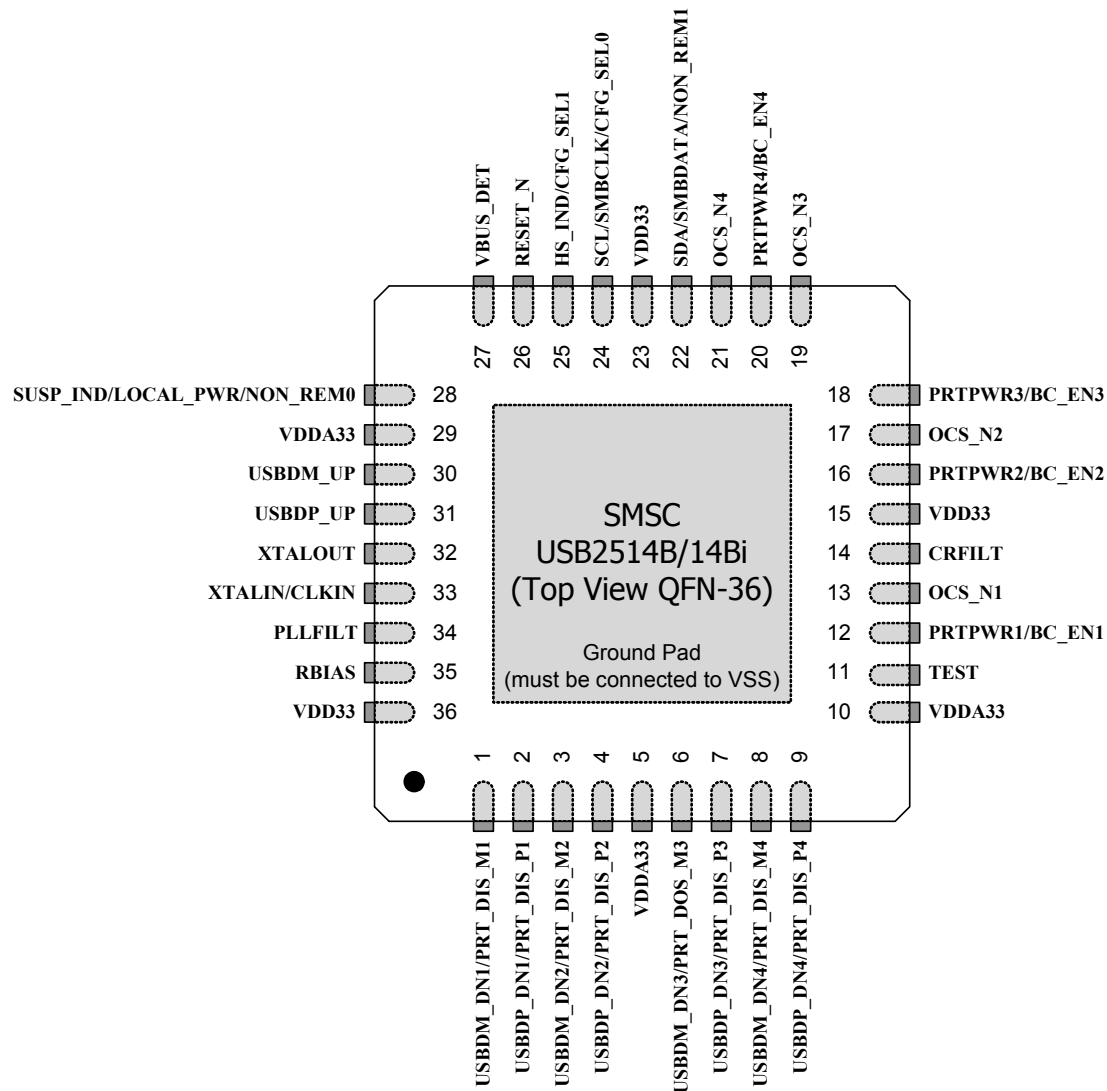 VBUS_DET
RESET_N
HS_IND/CFG_SEL1
SCL/SMBCLK/CFG_SEL0
VDD33
SDA/SMBDATA/NON_REM1
OCS_N4
PRTPWR4/BC_EN4
OCS_N3
27
26
25
24
23
22
21
20
19
SUSP_IND/LOCAL_PWR/NON_REM0
28
VDDA33
29
USBDM_UP
30
USBDP_UP
31
XTALOUT
32
XTALIN/CLKIN
33
PLLFILT
34
RBIAS
35
VDD33
36
SMSC
USB2514B/14Bi
(Top View QFN-36)
Ground Pad
(must be connected to VSS)
18
PRTPWR3/BC_EN3
17
OCS_N2
16
PRTPWR2/BC_EN2
15
VDD33
14
CRFILT
13
OCS_N1
12
PRTPWR1/BC_EN1
11
TEST
10
VDDA33
1
2
3
4
5
6
7
8
9
USBDM_DN1/PRT_DIS_M1
USBDP_DN1/PRT_DIS_P1
USBDM_DN2/PRT_DIS_M2
USBDP_DN2/PRT_DIS_P2
VDDA33
USBDM_DN3/PRT_DOS_M3
USBDP_DN3/PRT_DIS_P3
USBDM_DN4/PRT_DIS_M4
USBDP_DN4/PRT_DIS_P4